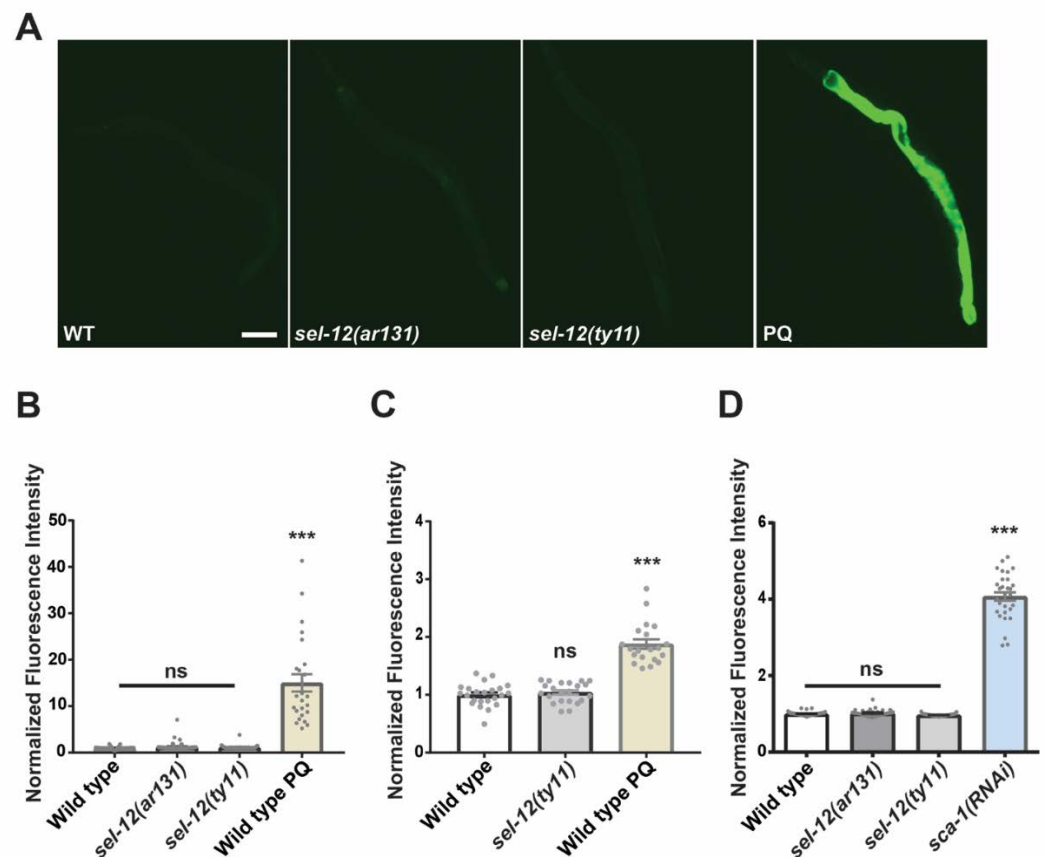 A
WT
sel-12(ar131)
sel-12(ty11)
PQ
B
Normalized Fluorescence Intensity
50
40
30
20
10
0
ns
***
Wild type
sel-12(ar131)
sel-12(ty11)
Wild type PQ
C
Normalized Fluorescence Intensity
4
3
2
1
0
ns
***
Wild type
sel-12(ty11)
Wild type PQ
D
Normalized Fluorescence Intensity
6
4
2
0
ns
***
Wild type
sel-12(ar131)
sel-12(ty11)
sca-1(RNAi)